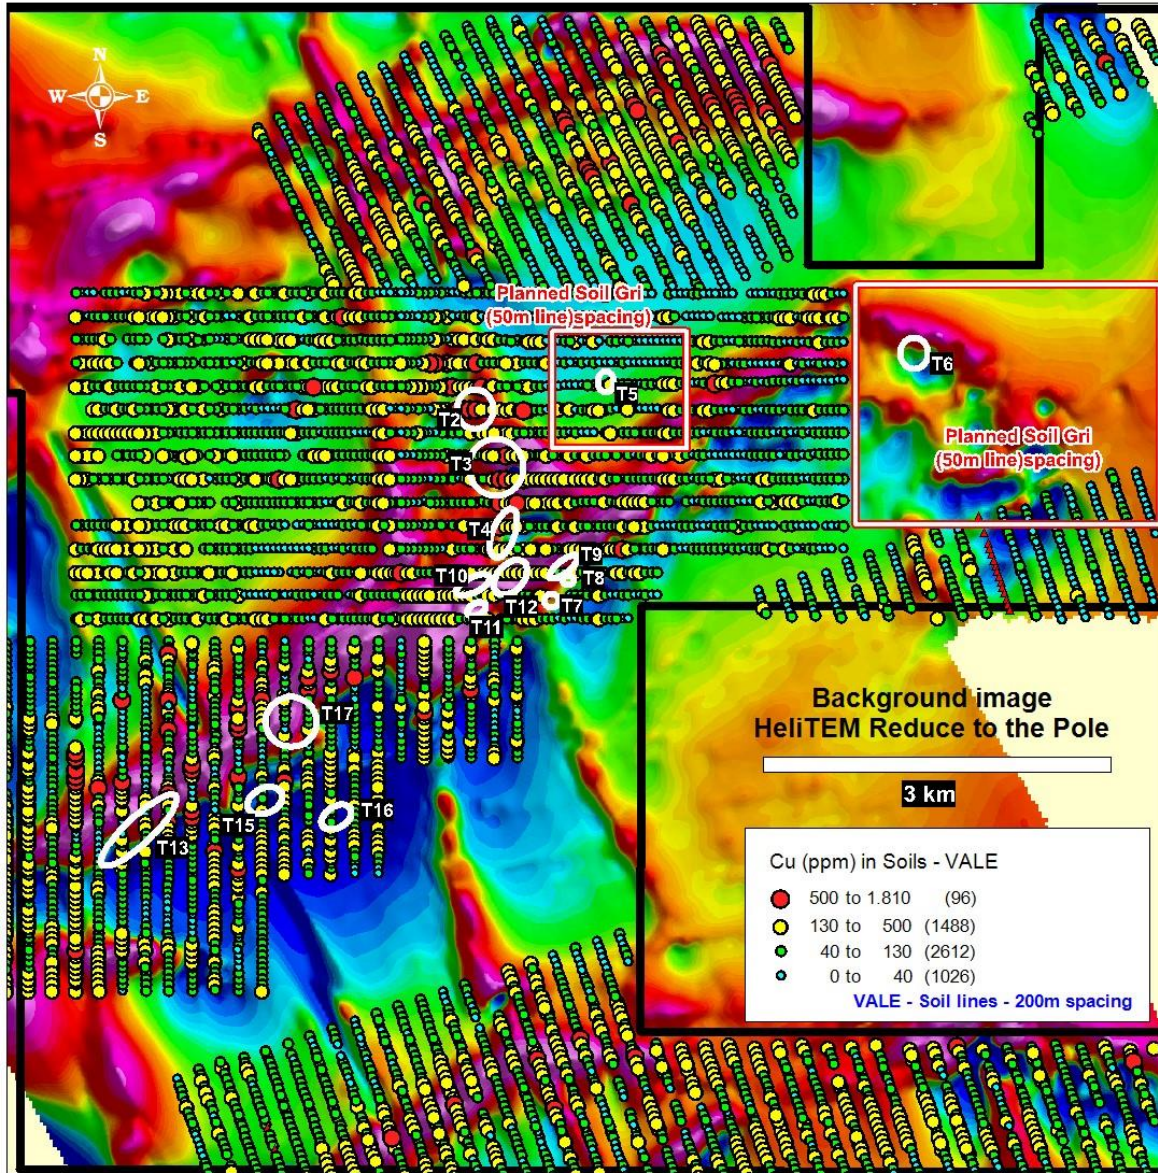 N
W E
S
Planned Soil Gri
(50m line)spacing)
T6
T5
T2
Planned Soil Gri
(50m line)spacing)
T3
T4
T9
T10
T8
T12
T7
T11
Background image
HeliTEM Reduce to the Pole
T17
3 km
T15
T16
T13
Cu (ppm) in Soils - VALE
500 to 1.810 (96)
130 to 500 (1488)
40 to 130 (2612)
0 to 40 (1026)
VALE - Soil lines - 200m spacing